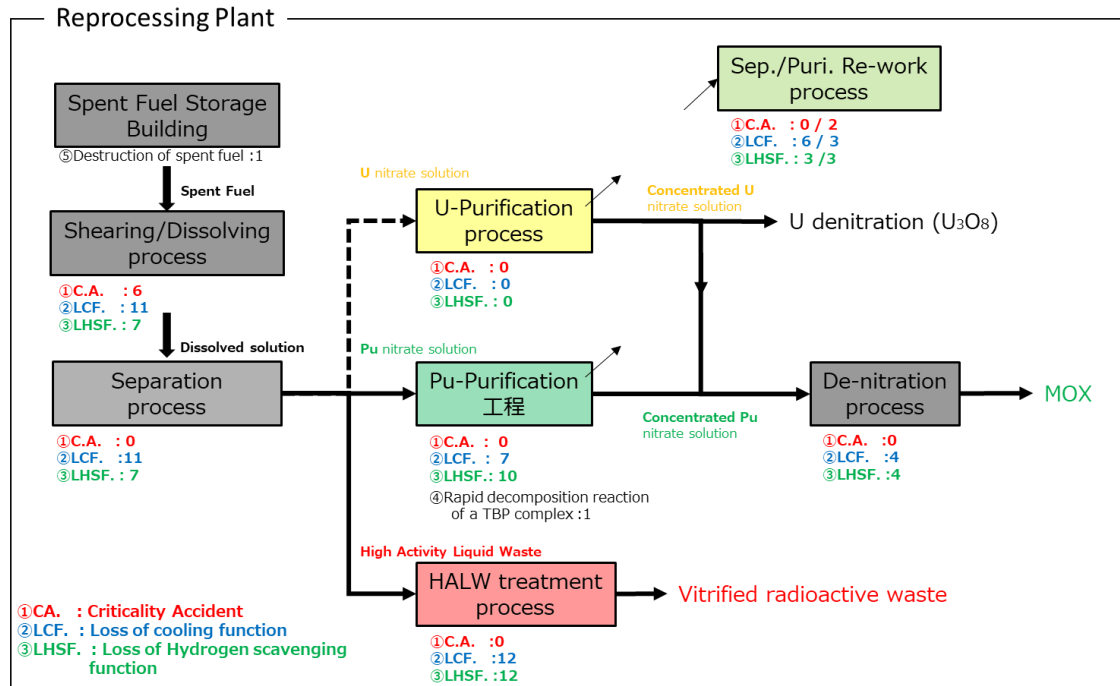 Reprocessing Plant
Spent Fuel Storage
Building
⑤Destruction of spent fuel :1
Spent Fuel
Shearing/Dissolving
process
①C.A. : 6
②LCF. : 11
③LHSF. : 7
Dissolved solution
Separation
process
①C.A. : 0
②LCF. :11
③LHSF. : 7
U nitrate solution
U-Purification
process
①C.A. : 0
②LCF. : 0
③LHSF. : 0
Sep./Puri. Re-work
process
①C.A. : 0 / 2
②LCF. : 6 / 3
③LHSF. : 3 /3
Concentrated U
nitrate solution
U denitration (U₃O₈)
Pu nitrate solution
Pu-Purification
工程
①C.A. : 0
②LCF. : 7
③LHSF. : 10
④Rapid decomposition reaction
of a TBP complex :1
Concentrated Pu
nitrate solution
De-nitration
process
①C.A. :0
②LCF. :4
③LHSF. :4
MOX
High Activity Liquid Waste
HALW treatment
process
①C.A. :0
②LCF. :12
③LHSF. :12
Vitrified radioactive waste
①CA. : Criticality Accident
②LCF. : Loss of cooling function
③LHSF. : Loss of Hydrogen scavenging
function